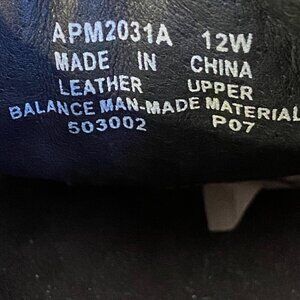 APM2031A 12W
MADE IN CHINA
LEATHER UPPER
BALANCE MAN-MADE MATERIAL
503002 P07